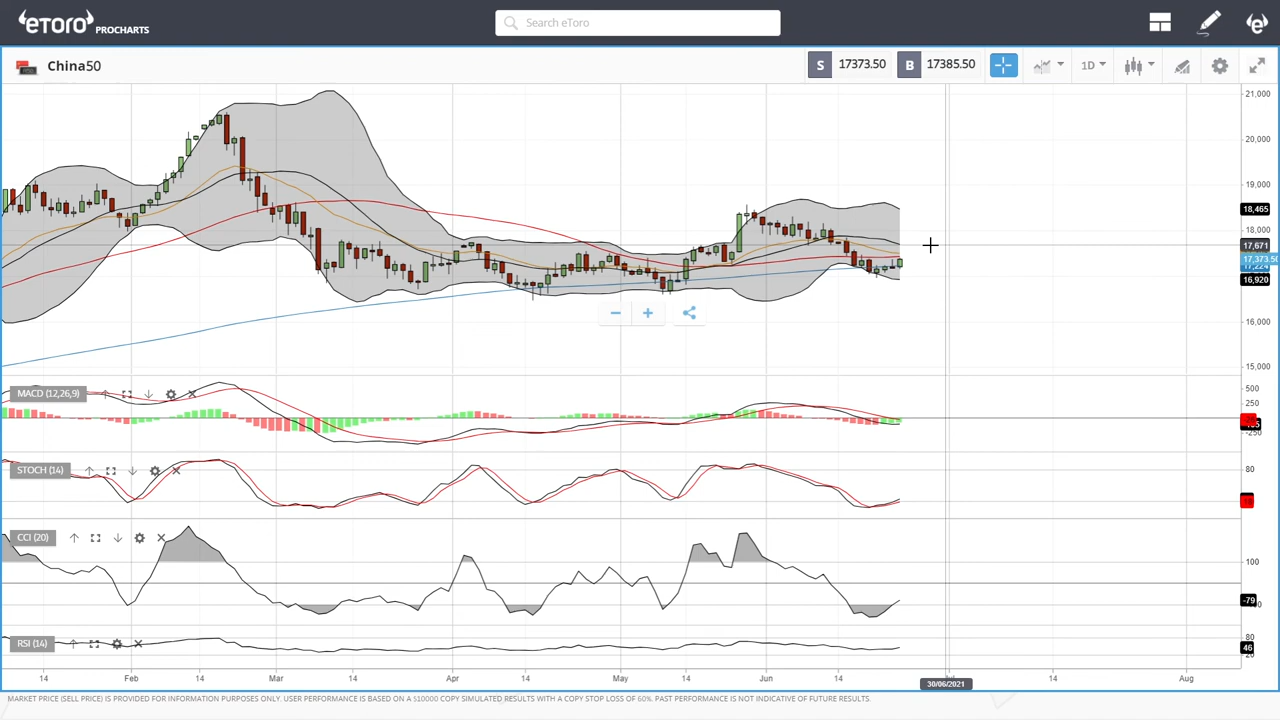 eToro PROCHARTS
Search eToro
China50
S 17373.50 B 17385.50
1D
21,000
20,000
19,000
18,465
18,000
17,671
17,373.50
16,920
16,000
15,000
MACD (12,26,9)
500
250
-250
STOCH (14)
80
CCI (20)
100
-79
RSI (14)
80
46
14 Feb 14 Mar 14 Apr 14 May 14 Jun 14 30/06/2021 14 Aug
MARKET PRICE (SELL PRICE) IS PROVIDED FOR INFORMATION PURPOSES ONLY. USER PERFORMANCE IS BASED ON A $10000 COPY SIMULATED RESULTS WITH A COPY STOP LOSS OF 60%. PAST PERFORMANCE IS NOT INDICATIVE OF FUTURE RESULTS.